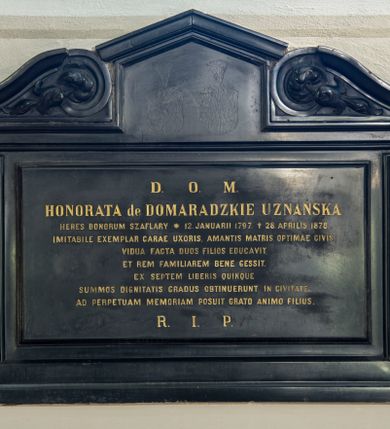 D. O. M.
HONORATA de DOMARADZKIE UZNAŃSKA
HERES BONORUM SZAFLARY * 12. JANUARII 1797. † 28. APRILIS 1878.
IMITABILE EXEMPLAR CARAE UXORIS, AMANTIS MATRIS OPTIMAE CIVIS
VIDUA FACTA DUOS FILIOS EDUCAVIT
ET REM FAMILIAREM BENE GESSIT.
EX SEPTEM LIBERIS QUINQUE
SUMMOS DIGNITATIS GRADUS OBTINUERUNT IN CIVITATE.
AD PERPETUAM MEMORIAM POSUIT GRATO ANIMO FILIUS.
R. I. P.